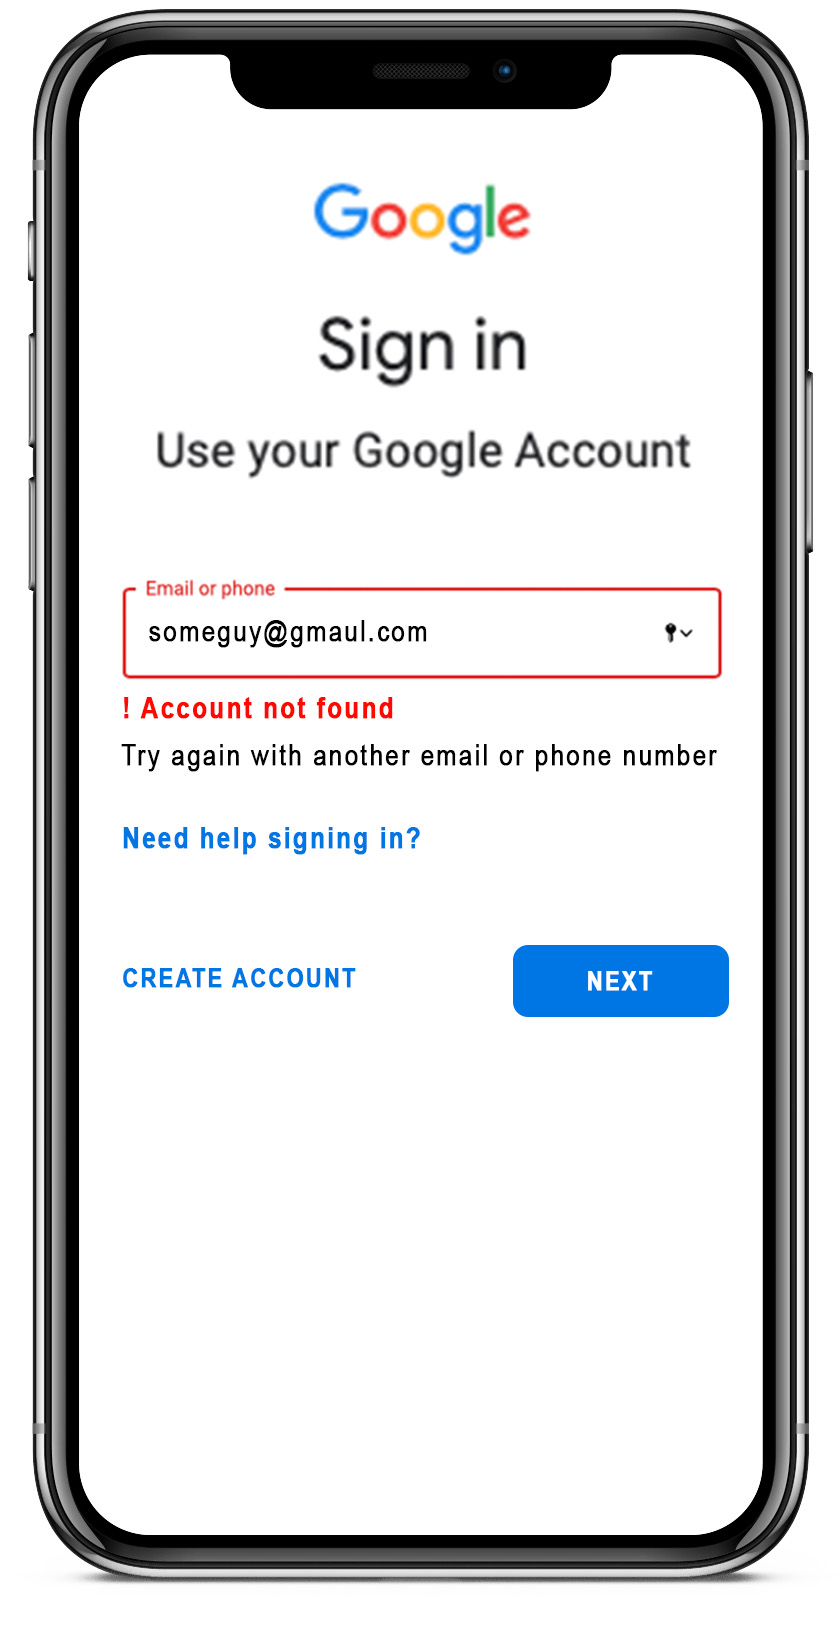 Google
Sign in
Use your Google Account
Email or phone
someguy@gmaul.com
! Account not found
Try again with another email or phone number
Need help signing in?
CREATE ACCOUNT
NEXT